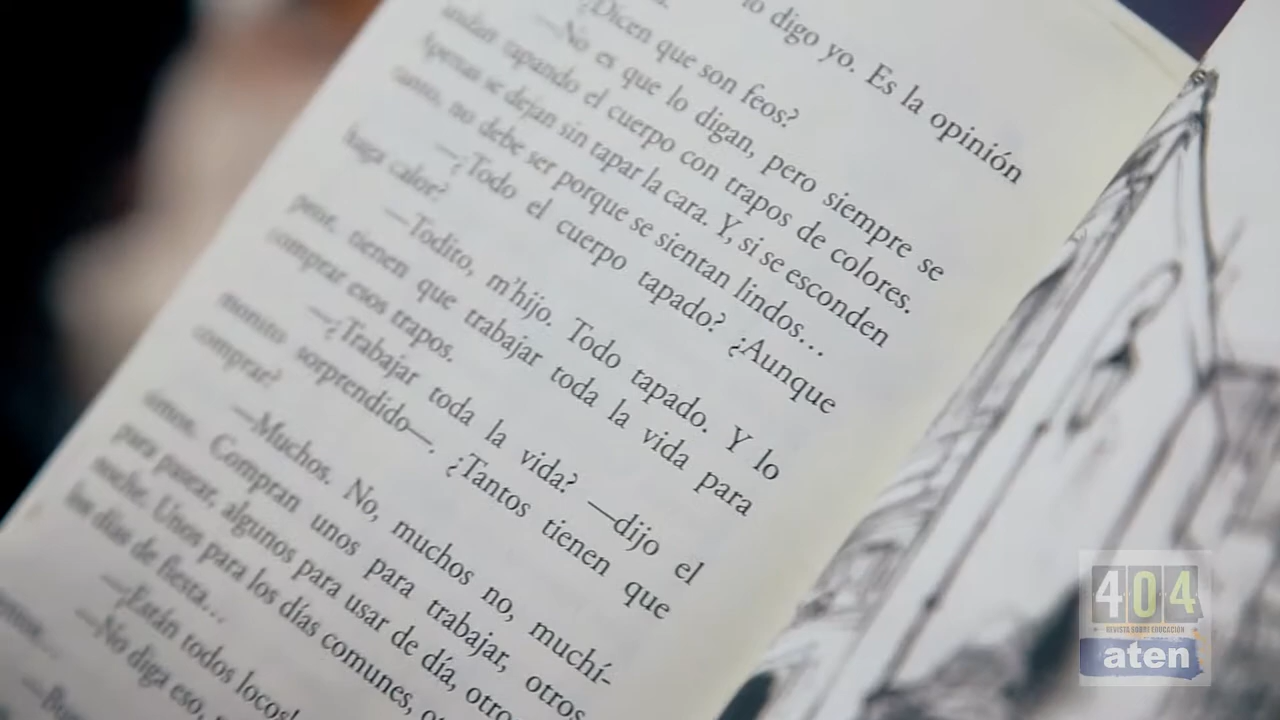 lo digo yo. Es la opinión
¿Dicen que son feos?
—No es que lo digan, pero siempre se
andan tapando el cuerpo con trapos de colores.
Apenas se dejan sin tapar la cara. Y, si se esconden
tanto, no debe ser porque se sientan lindos...
—¿Todo el cuerpo tapado? ¿Aunque
haga calor?
—Todito, m'hijo. Todo tapado. Y lo
peor, tienen que trabajar toda la vida para
comprar esos trapos.
—¿Trabajar toda la vida? —dijo el
monito sorprendido—. ¿Tantos tienen que
comprar?
—Muchos. No, muchos no, muchí-
simos. Compran unos para trabajar, otros
para pasear, algunos para usar de día, otros
noche. Unos para los días comunes,
los días de fiesta...
—¡Están todos locos!
—No diga eso,
404
REVISTA SOBRE EDUCACIÓN
aten